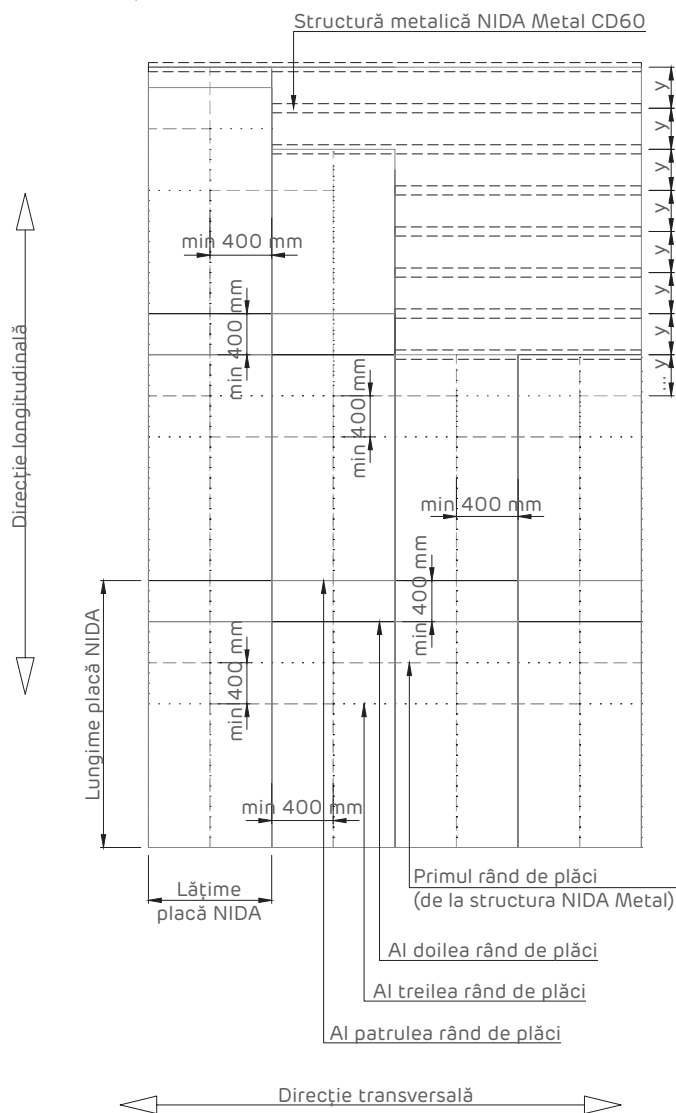 Structură metalică NIDA Metal CD60
y
y
y
y
y
y
y
... y
min 400 mm
min 400 mm
min 400 mm
min 400 mm
min 400 mm
min 400 mm
min 400 mm
Direcție longitudinală
Lungime placă NIDA
Lățime
placă NIDA
Primul rând de plăci
(de la structura NIDA Metal)
Al doilea rând de plăci
Al treilea rând de plăci
Al patrulea rând de plăci
Direcție transversală